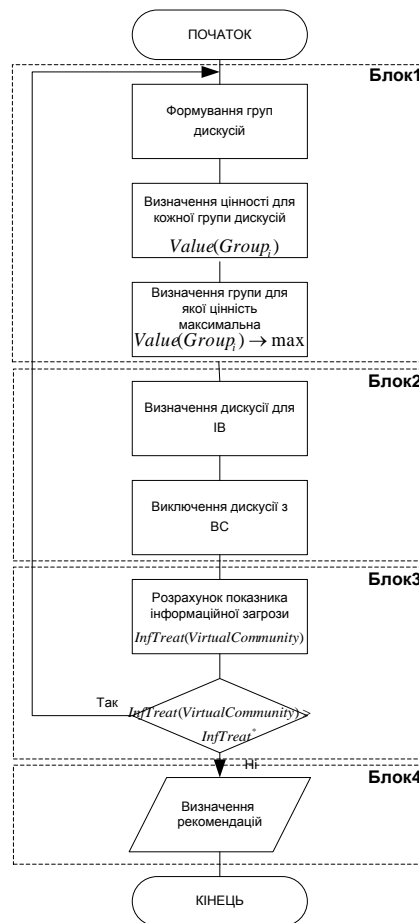 ПОЧАТОК
Блок1
Формування груп
дискусій
Визначення цінності для
кожної групи дискусій
Value(Group_i)
Визначення групи для
якої цінність
максимальна
Value(Group_i) → max
Блок2
Визначення дискусії для
ІВ
Виключення дискусії з
ВС
Блок3
Розрахунок показника
інформаційної загрози
InfTreat(VirtualCommunity)
Так
InfTreat(VirtualCommunity) >
InfTreat*
Ні
Блок4
Визначення
рекомендацій
КІНЕЦЬ